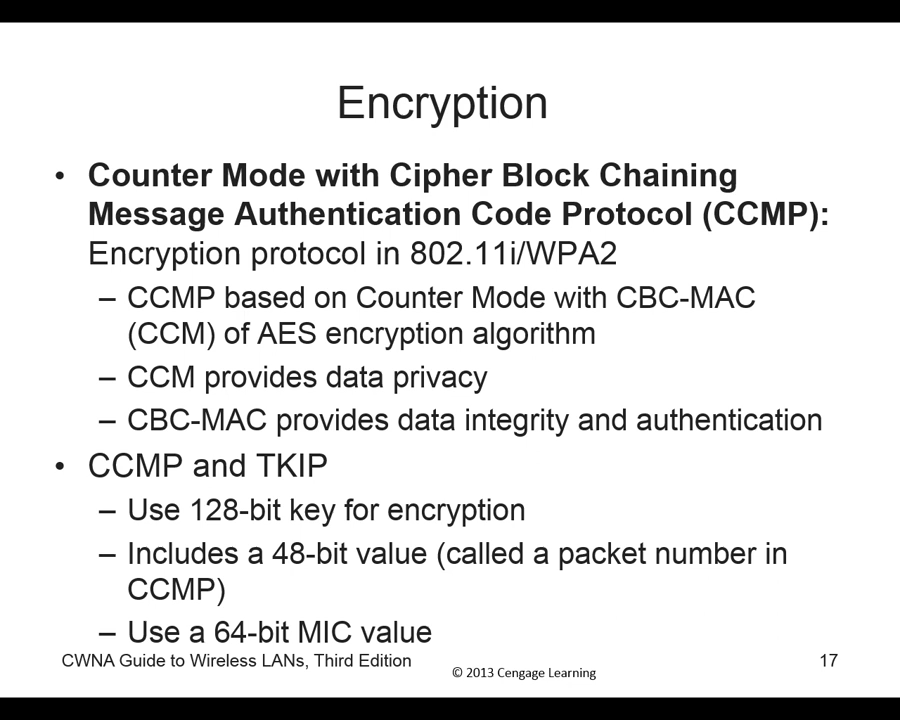 Encryption
• Counter Mode with Cipher Block Chaining
Message Authentication Code Protocol (CCMP):
Encryption protocol in 802.11i/WPA2
– CCMP based on Counter Mode with CBC-MAC
(CCM) of AES encryption algorithm
– CCM provides data privacy
– CBC-MAC provides data integrity and authentication
• CCMP and TKIP
– Use 128-bit key for encryption
– Includes a 48-bit value (called a packet number in
CCMP)
– Use a 64-bit MIC value
CWNA Guide to Wireless LANs, Third Edition
© 2013 Cengage Learning
17